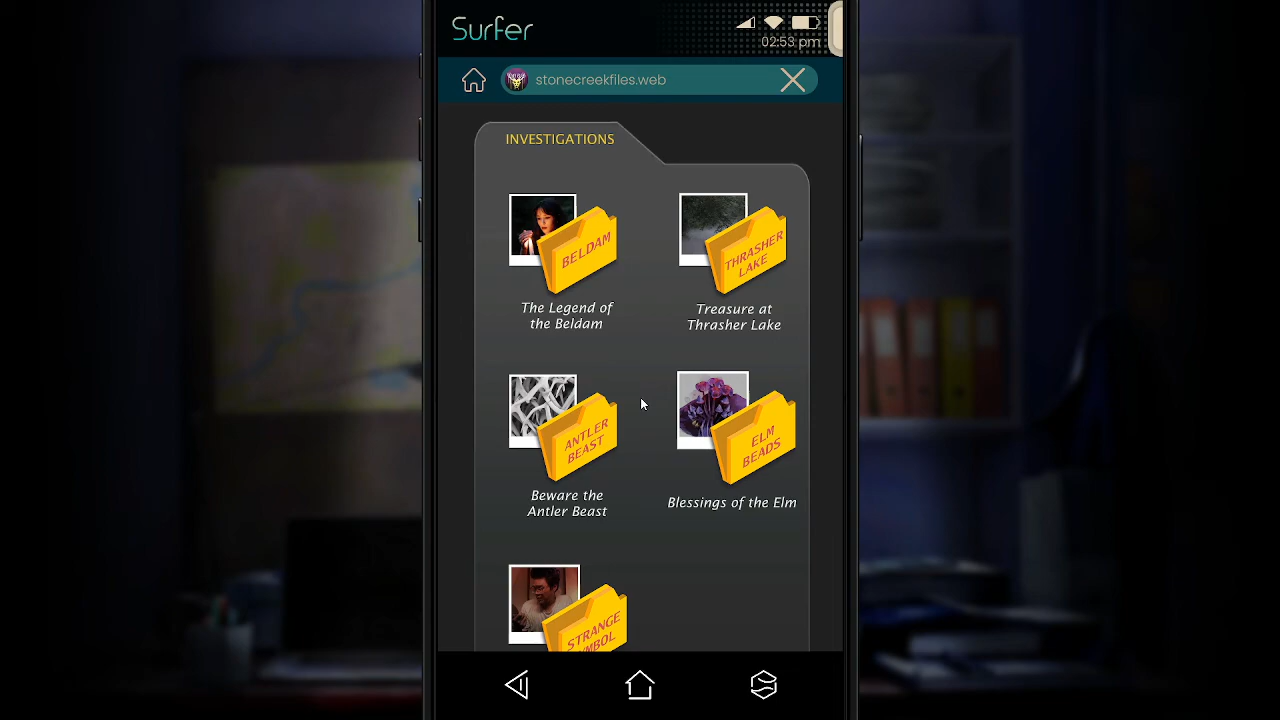 Surfer
02:53 pm
stonecreekfiles.web
INVESTIGATIONS
BELDAM
The Legend of
the Beldam
THRASHER
LAKE
Treasure at
Thrasher Lake
ANTLER
BEAST
Beware the
Antler Beast
ELM
BEADS
Blessings of the Elm
STRANGE
SYMBOL